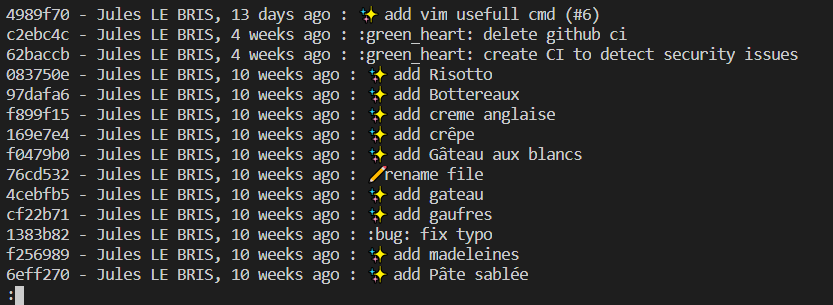 4989f70 - Jules LE BRIS, 13 days ago : ✨ add vim usefull cmd (#6)
c2ebc4c - Jules LE BRIS, 4 weeks ago : :green_heart: delete github ci
62baccb - Jules LE BRIS, 4 weeks ago : :green_heart: create CI to detect security issues
083750e - Jules LE BRIS, 10 weeks ago : ✨ add Risotto
97dafa6 - Jules LE BRIS, 10 weeks ago : ✨ add Bottereaux
f899f15 - Jules LE BRIS, 10 weeks ago : ✨ add creme anglaise
169e7e4 - Jules LE BRIS, 10 weeks ago : ✨ add crêpe
f0479b0 - Jules LE BRIS, 10 weeks ago : ✨ add Gâteau aux blancs
76cd532 - Jules LE BRIS, 10 weeks ago : ✏️rename file
4cebfb5 - Jules LE BRIS, 10 weeks ago : ✨ add gateau
cf22b71 - Jules LE BRIS, 10 weeks ago : ✨ add gaufres
1383b82 - Jules LE BRIS, 10 weeks ago : :bug: fix typo
f256989 - Jules LE BRIS, 10 weeks ago : ✨ add madeleines
6eff270 - Jules LE BRIS, 10 weeks ago : ✨ add Pâte sablée
: